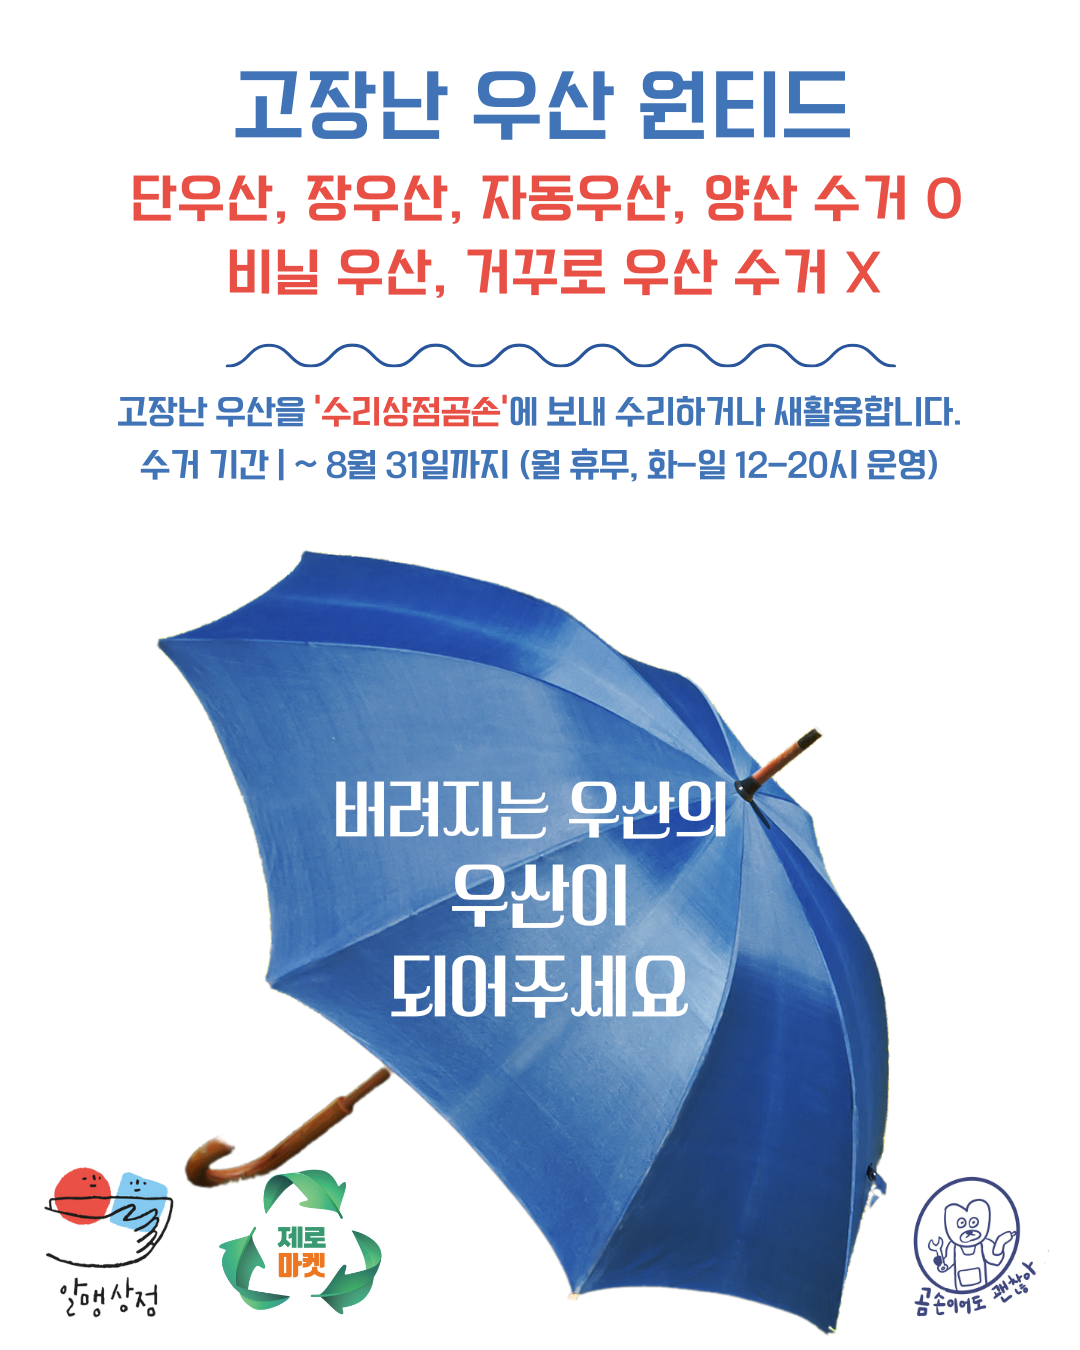 고장난 우산 원티드
단우산, 장우산, 자동우산, 양산 수거 O
비닐 우산, 거꾸로 우산 수거 X
고장난 우산을 '수리상점곰손'에 보내 수리하거나 새활용합니다.
수거 기간 | ~ 8월 31일까지 (월 휴무, 화-일 12-20시 운영)
버려지는 우산의
우산이
되어주세요
알맹상점
제로
마켓
곰손이어도 괜찮아